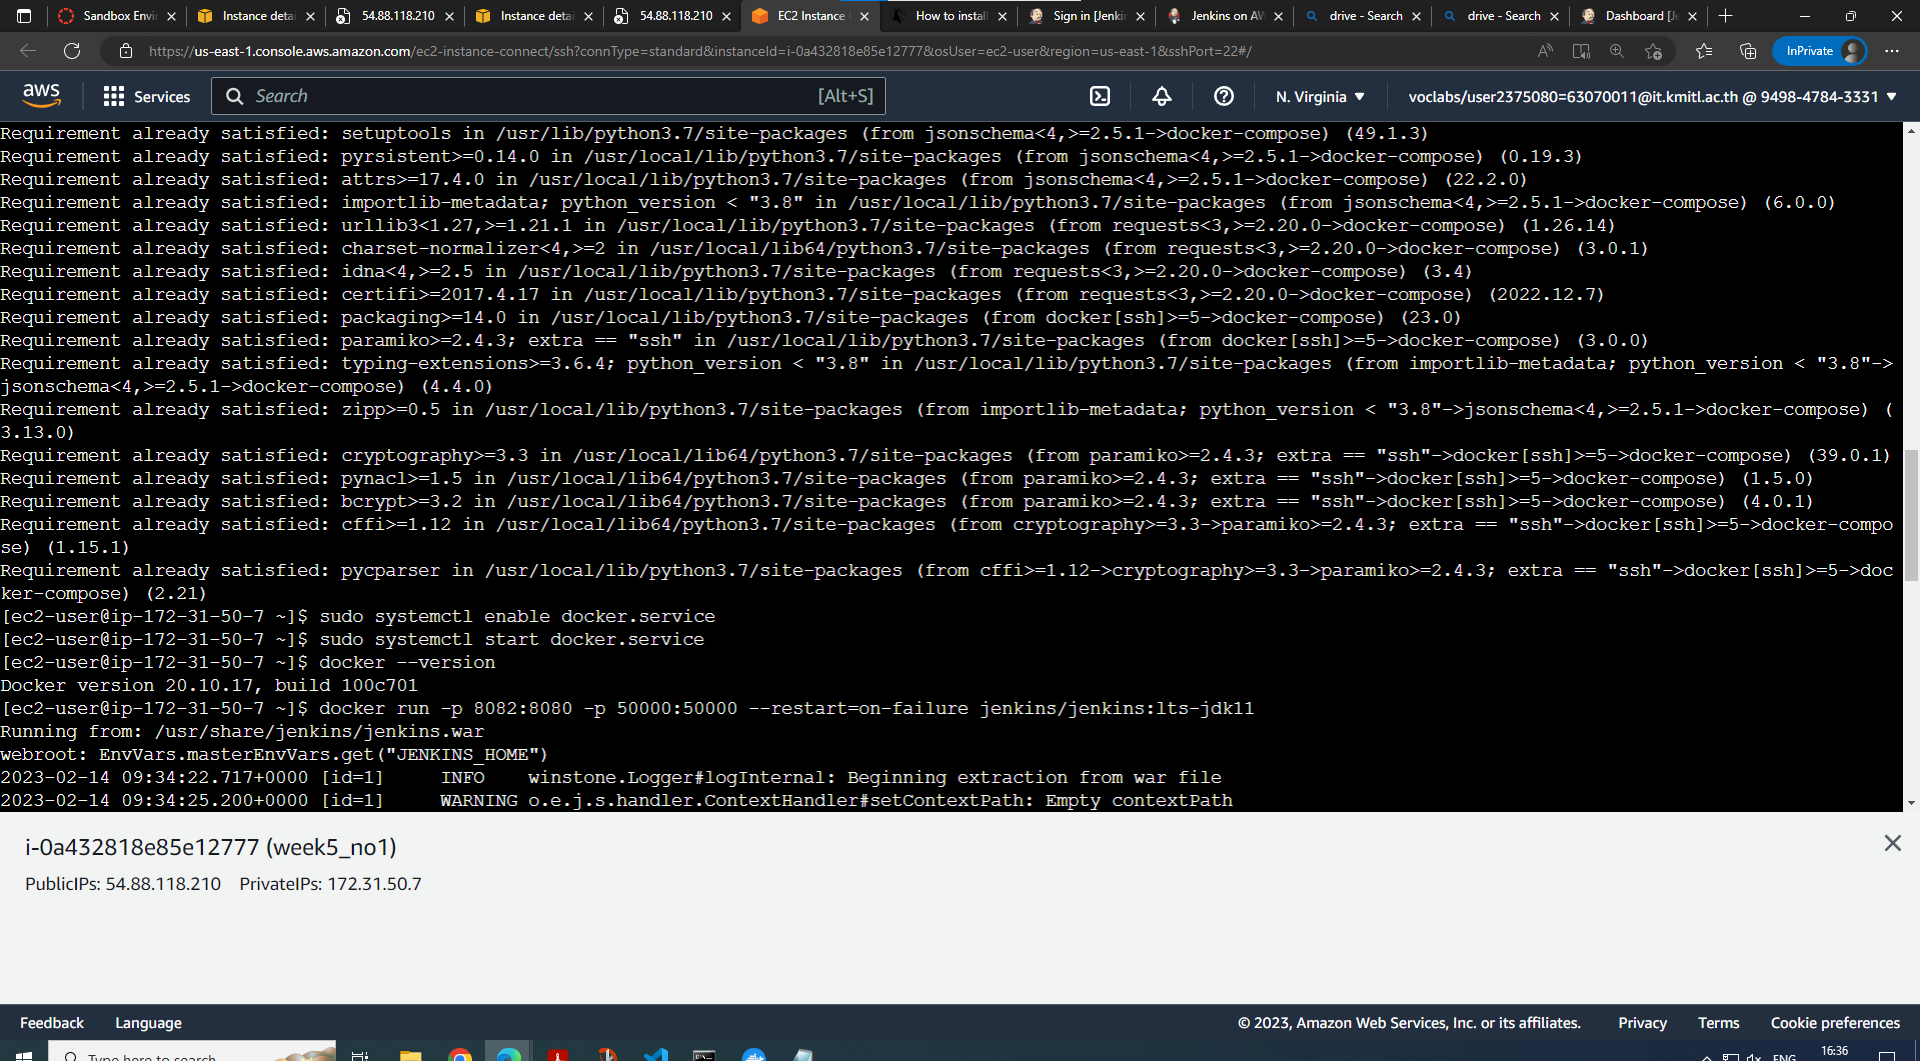 Sandbox Envi
Instance detai
54.88.118.210
Instance detai
54.88.118.210
EC2 Instance
How to install
Sign in [Jenki
Jenkins on AW
drive - Search
drive - Search
Dashboard [J
https://us-east-1.console.aws.amazon.com/ec2-instance-connect/ssh?connType=standard&instanceId=i-0a432818e85e12777&osUser=ec2-user&region=us-east-1&sshPort=22#/
InPrivate
aws
Services
Search
[Alt+S]
N. Virginia
voclabs/user2375080=63070011@it.kmitl.ac.th @ 9498-4784-3331
Requirement already satisfied: setuptools in /usr/lib/python3.7/site-packages (from jsonschema<4,>=2.5.1->docker-compose) (49.1.3)
Requirement already satisfied: pyrsistent>=0.14.0 in /usr/local/lib/python3.7/site-packages (from jsonschema<4,>=2.5.1->docker-compose) (0.19.3)
Requirement already satisfied: attrs>=17.4.0 in /usr/local/lib/python3.7/site-packages (from jsonschema<4,>=2.5.1->docker-compose) (22.2.0)
Requirement already satisfied: importlib-metadata; python_version < "3.8" in /usr/local/lib/python3.7/site-packages (from jsonschema<4,>=2.5.1->docker-compose) (6.0.0)
Requirement already satisfied: urllib3<1.27,>=1.21.1 in /usr/local/lib/python3.7/site-packages (from requests<3,>=2.20.0->docker-compose) (1.26.14)
Requirement already satisfied: charset-normalizer<4,>=2 in /usr/local/lib64/python3.7/site-packages (from requests<3,>=2.20.0->docker-compose) (3.0.1)
Requirement already satisfied: idna<4,>=2.5 in /usr/local/lib/python3.7/site-packages (from requests<3,>=2.20.0->docker-compose) (3.4)
Requirement already satisfied: certifi>=2017.4.17 in /usr/local/lib/python3.7/site-packages (from requests<3,>=2.20.0->docker-compose) (2022.12.7)
Requirement already satisfied: packaging>=14.0 in /usr/local/lib/python3.7/site-packages (from docker[ssh]>=5->docker-compose) (23.0)
Requirement already satisfied: paramiko>=2.4.3; extra == "ssh" in /usr/local/lib/python3.7/site-packages (from docker[ssh]>=5->docker-compose) (3.0.0)
Requirement already satisfied: typing-extensions>=3.6.4; python_version < "3.8" in /usr/local/lib/python3.7/site-packages (from importlib-metadata; python_version < "3.8"->
jsonschema<4,>=2.5.1->docker-compose) (4.4.0)
Requirement already satisfied: zipp>=0.5 in /usr/local/lib/python3.7/site-packages (from importlib-metadata; python_version < "3.8"->jsonschema<4,>=2.5.1->docker-compose) (
3.13.0)
Requirement already satisfied: cryptography>=3.3 in /usr/local/lib64/python3.7/site-packages (from paramiko>=2.4.3; extra == "ssh"->docker[ssh]>=5->docker-compose) (39.0.1)
Requirement already satisfied: pynacl>=1.5 in /usr/local/lib64/python3.7/site-packages (from paramiko>=2.4.3; extra == "ssh"->docker[ssh]>=5->docker-compose) (1.5.0)
Requirement already satisfied: bcrypt>=3.2 in /usr/local/lib64/python3.7/site-packages (from paramiko>=2.4.3; extra == "ssh"->docker[ssh]>=5->docker-compose) (4.0.1)
Requirement already satisfied: cffi>=1.12 in /usr/local/lib64/python3.7/site-packages (from cryptography>=3.3->paramiko>=2.4.3; extra == "ssh"->docker[ssh]>=5->docker-compo
se) (1.15.1)
Requirement already satisfied: pycparser in /usr/local/lib/python3.7/site-packages (from cffi>=1.12->cryptography>=3.3->paramiko>=2.4.3; extra == "ssh"->docker[ssh]>=5->doc
ker-compose) (2.21)
[ec2-user@ip-172-31-50-7 ~]$ sudo systemctl enable docker.service
[ec2-user@ip-172-31-50-7 ~]$ sudo systemctl start docker.service
[ec2-user@ip-172-31-50-7 ~]$ docker --version
Docker version 20.10.17, build 100c701
[ec2-user@ip-172-31-50-7 ~]$ docker run -p 8082:8080 -p 50000:50000 --restart=on-failure jenkins/jenkins:lts-jdk11
Running from: /usr/share/jenkins/jenkins.war
webroot: EnvVars.masterEnvVars.get("JENKINS_HOME")
2023-02-14 09:34:22.717+0000 [id=1] INFO winstone.Logger#logInternal: Beginning extraction from war file
2023-02-14 09:34:25.200+0000 [id=1] WARNING o.e.j.s.handler.ContextHandler#setContextPath: Empty contextPath
i-0a432818e85e12777 (week5_no1)
PublicIPs: 54.88.118.210 PrivateIPs: 172.31.50.7
Feedback
Language
© 2023, Amazon Web Services, Inc. or its affiliates.
Privacy
Terms
Cookie preferences
Type here to search
ENG
16:36